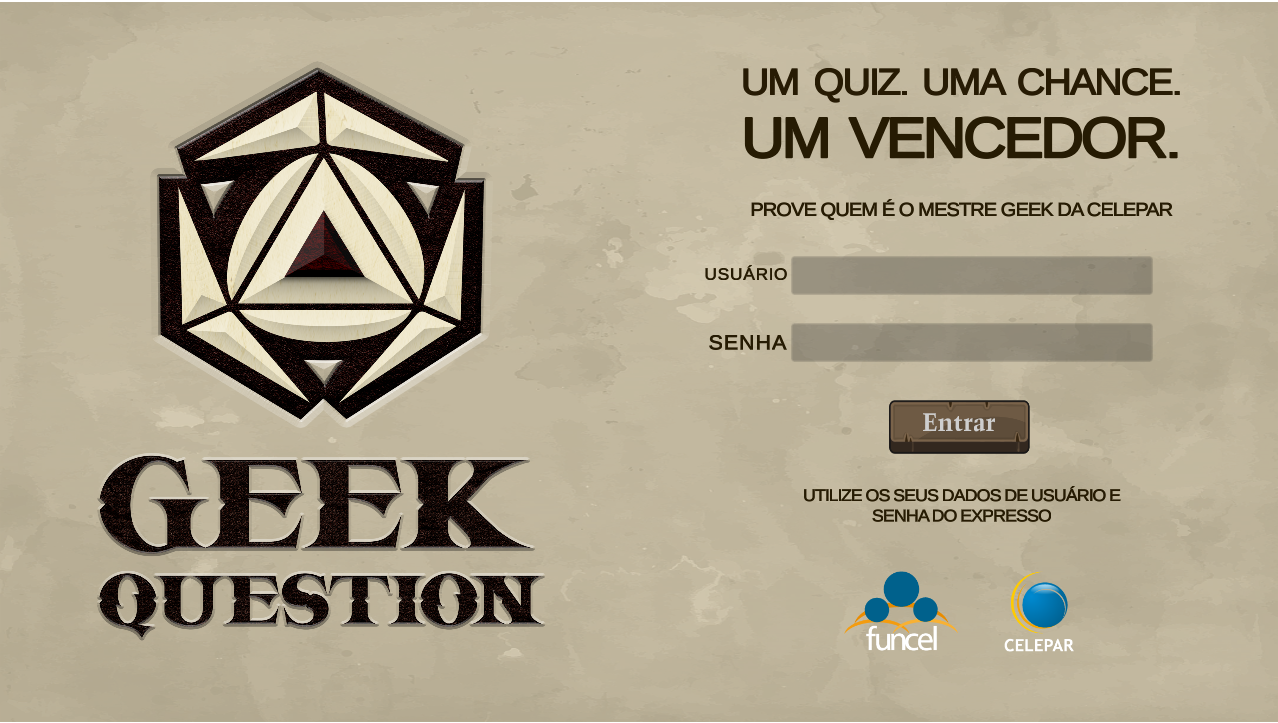 GEEK
QUESTION
UM QUIZ. UMA CHANCE.
UM VENCEDOR.
PROVE QUEM É O MESTRE GEEK DA CELEPAR
USUÁRIO
SENHA
Entrar
UTILIZE OS SEUS DADOS DE USUÁRIO E
SENHA DO EXPRESSO
funcel
CELEPAR